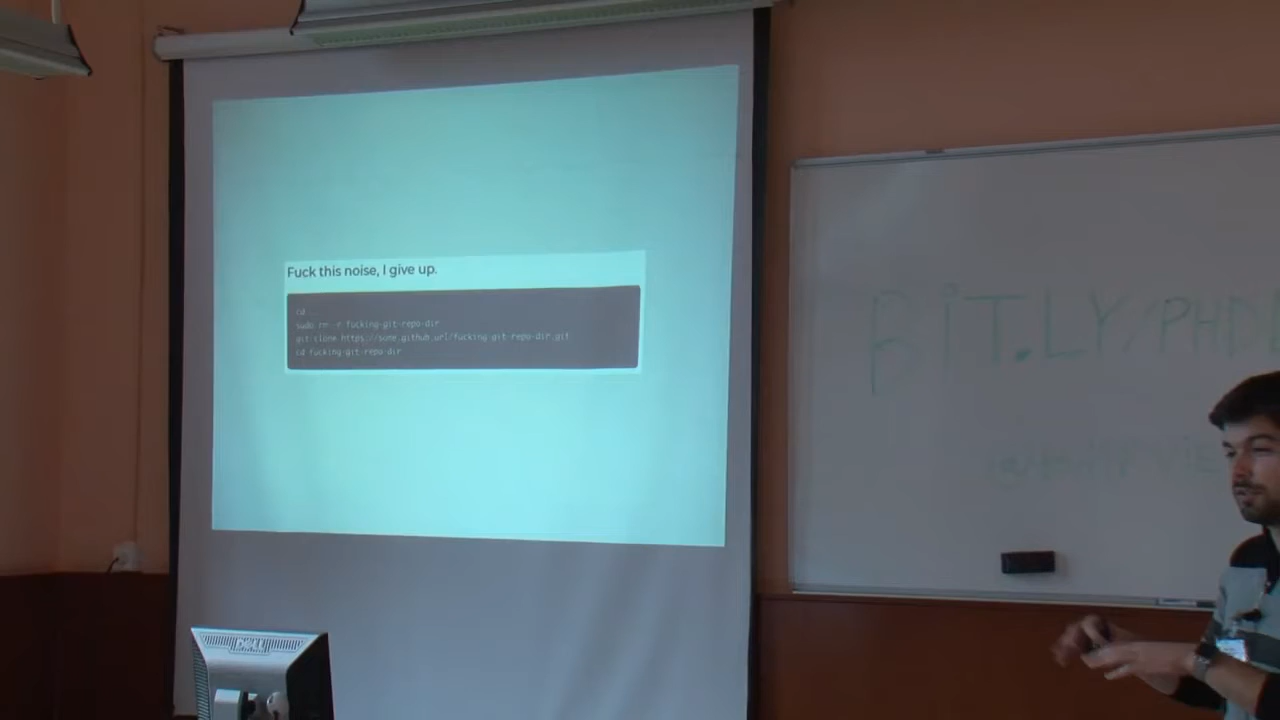 Fuck this noise, I give up.
cd ..
sudo rm -r fucking-git-repo-dir
git clone https://some.github.url/fucking-git-repo-dir.git
cd fucking-git-repo-dir
BIT.LY/PHD
DELL